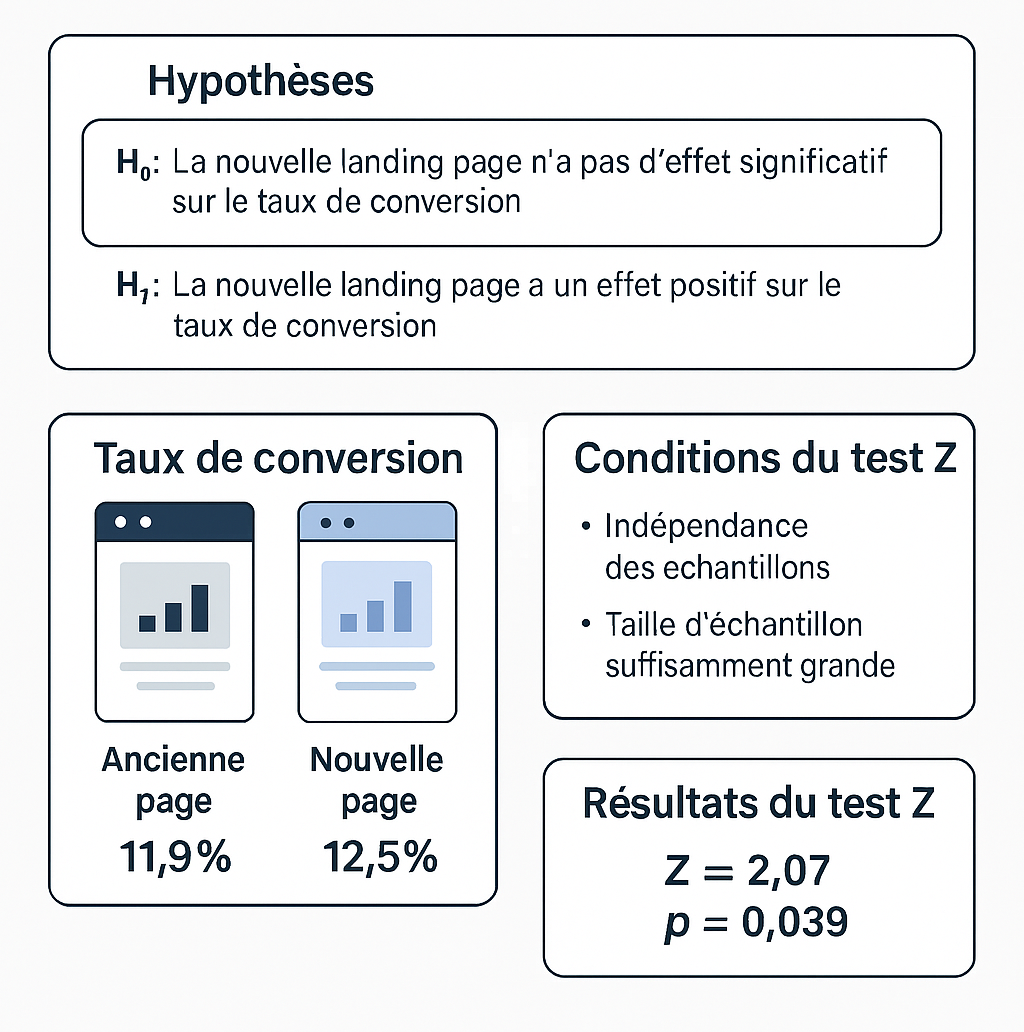 Hypothèses
H₀: La nouvelle landing page n'a pas d'effet significatif
sur le taux de conversion
H₁: La nouvelle landing page a un effet positif sur le
taux de conversion
Taux de conversion
Ancienne
page
11,9%
Nouvelle
page
12,5%
Conditions du test Z
• Indépendance
des echantillons
• Taille d‘échantillon
suffisamment grande
Résultats du test Z
Z = 2,07
p = 0,039